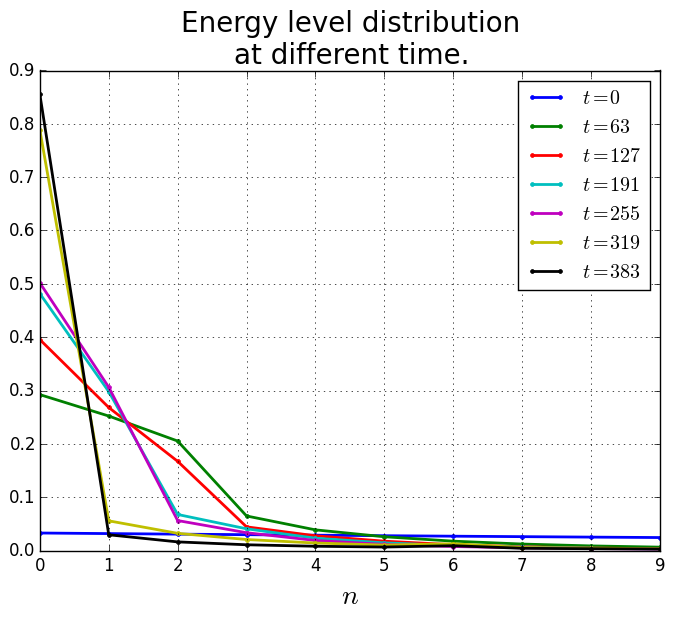 Energy level distribution
at different time.
0.9
0.8
0.7
0.6
0.5
0.4
0.3
0.2
0.1
0.0
t=0
t=63
t=127
t=191
t=255
t=319
t=383
0 1 2 3 4 5 6 7 8 9
n